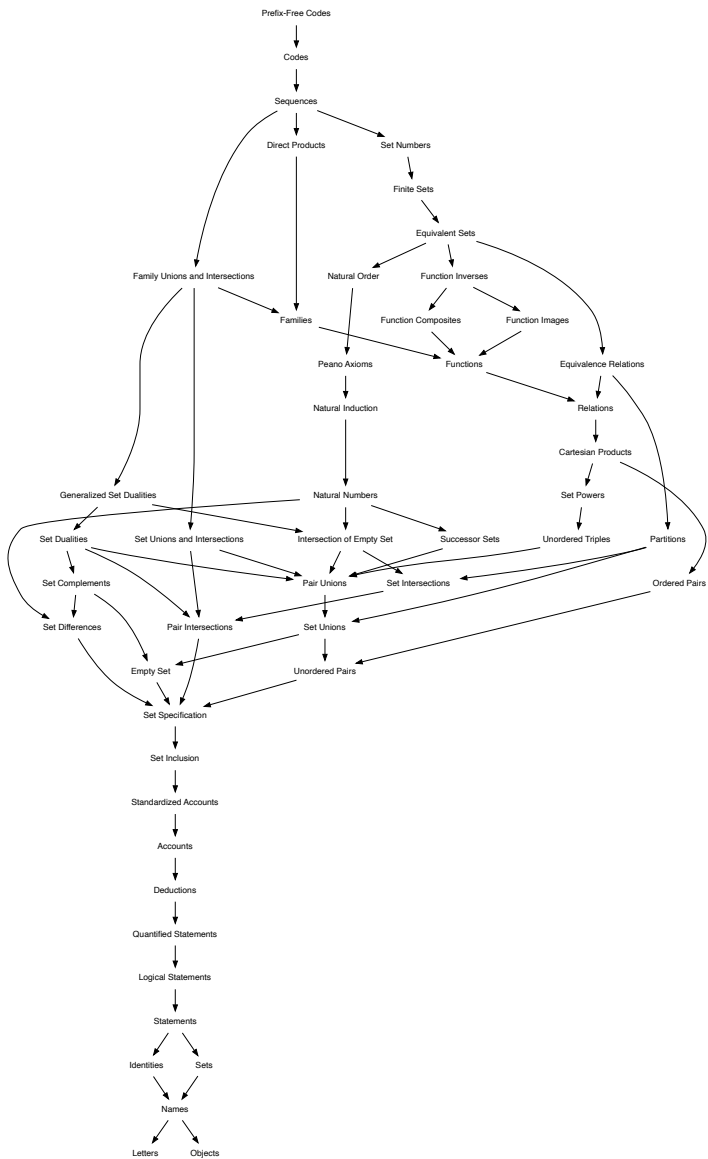 Prefix-Free Codes
Codes
Sequences
Direct Products
Set Numbers
Finite Sets
Equivalent Sets
Family Unions and Intersections
Natural Order
Function Inverses
Families
Function Composites
Function Images
Peano Axioms
Functions
Equivalence Relations
Natural Induction
Relations
Cartesian Products
Generalized Set Dualities
Natural Numbers
Set Powers
Set Dualities
Set Unions and Intersections
Intersection of Empty Set
Successor Sets
Unordered Triples
Partitions
Set Complements
Pair Unions
Set Intersections
Ordered Pairs
Set Differences
Pair Intersections
Set Unions
Empty Set
Unordered Pairs
Set Specification
Set Inclusion
Standardized Accounts
Accounts
Deductions
Quantified Statements
Logical Statements
Statements
Identities
Sets
Names
Letters
Objects